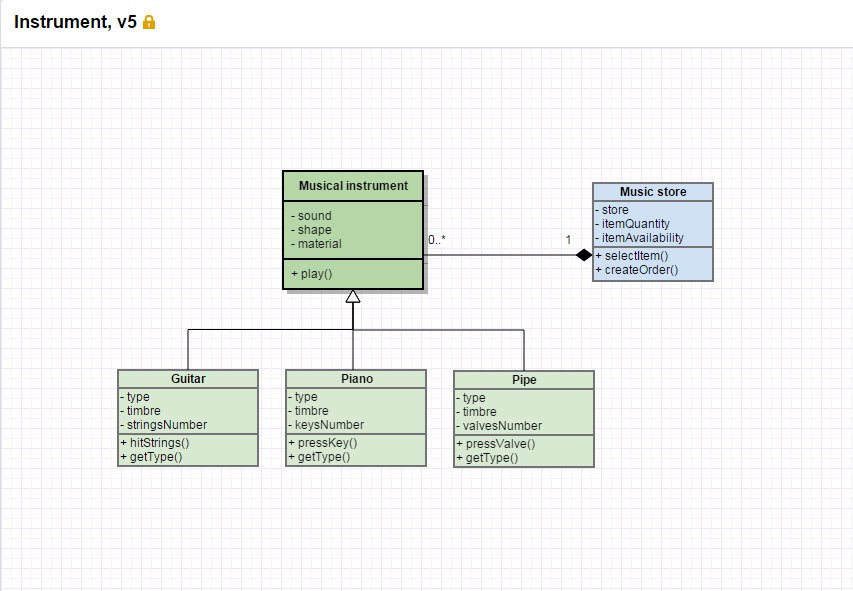 Instrument, v5
Musical instrument
- sound
- shape
- material
+ play()
0..*
1
Music store
- store
- itemQuantity
- itemAvailability
+ selectItem()
+ createOrder()
Guitar
- type
- timbre
- stringsNumber
+ hitStrings()
+ getType()
Piano
- type
- timbre
- keysNumber
+ pressKey()
+ getType()
Pipe
- type
- timbre
- valvesNumber
+ pressValve()
+ getType()